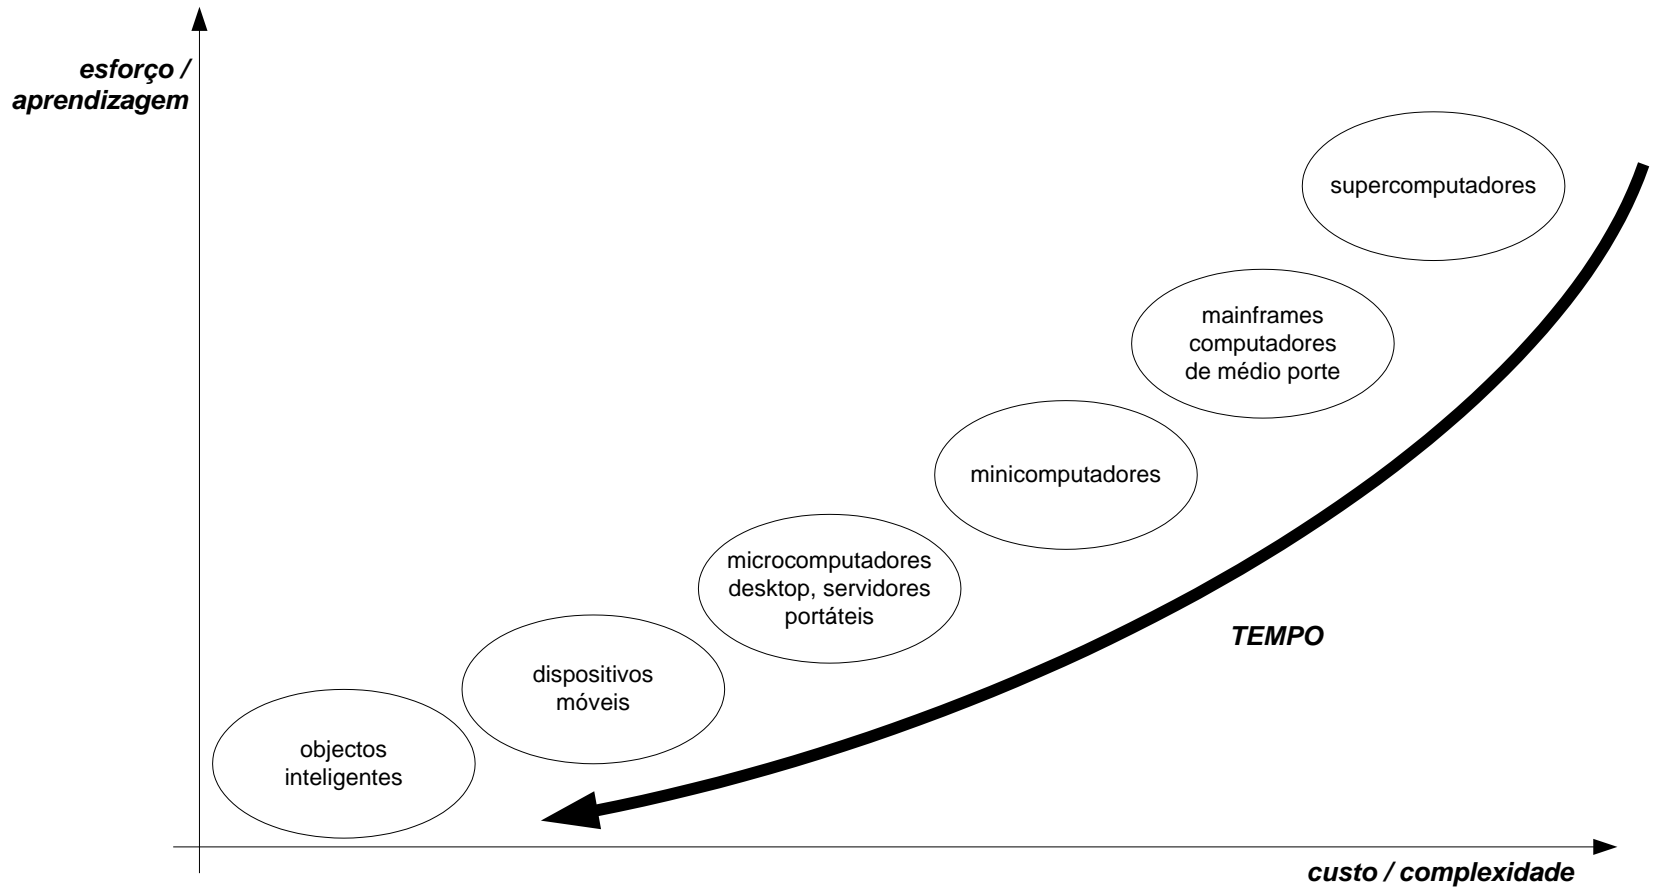 esforço /
aprendizagem
supercomputadores
mainframes
computadores
de médio porte
minicomputadores
microcomputadores
desktop, servidores
portáteis
TEMPO
dispositivos
móveis
objectos
inteligentes
custo / complexidade